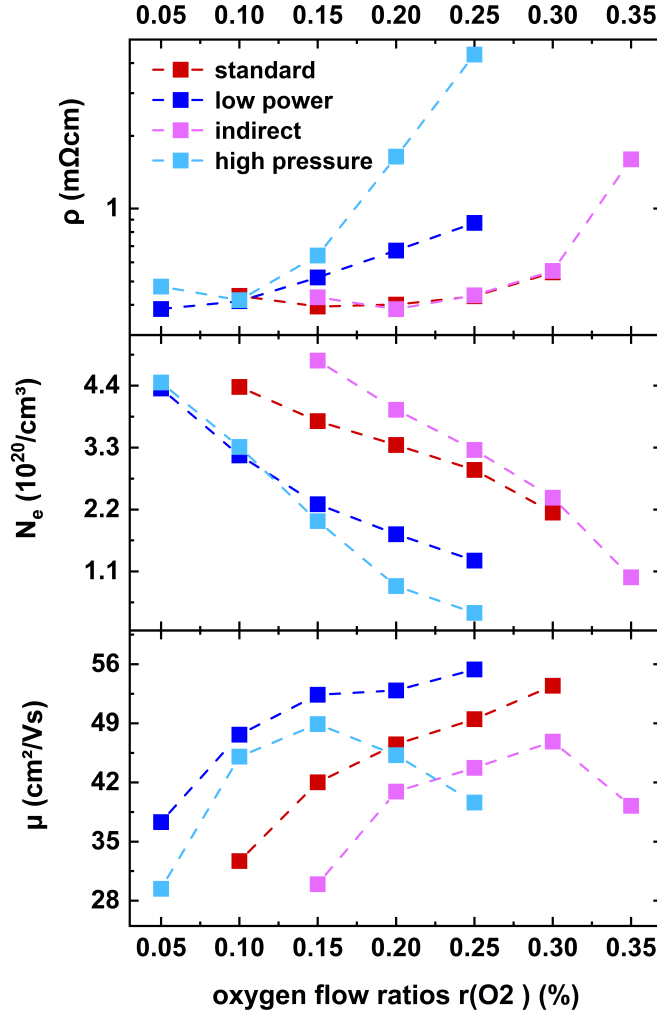 0.05 0.10 0.15 0.20 0.25 0.30 0.35
standard
low power
indirect
high pressure
ρ (mΩcm)
1
Nₑ (10²⁰/cm³)
4.4
3.3
2.2
1.1
μ (cm²/Vs)
56
49
42
35
28
0.05 0.10 0.15 0.20 0.25 0.30 0.35
oxygen flow ratios r(O2 ) (%)